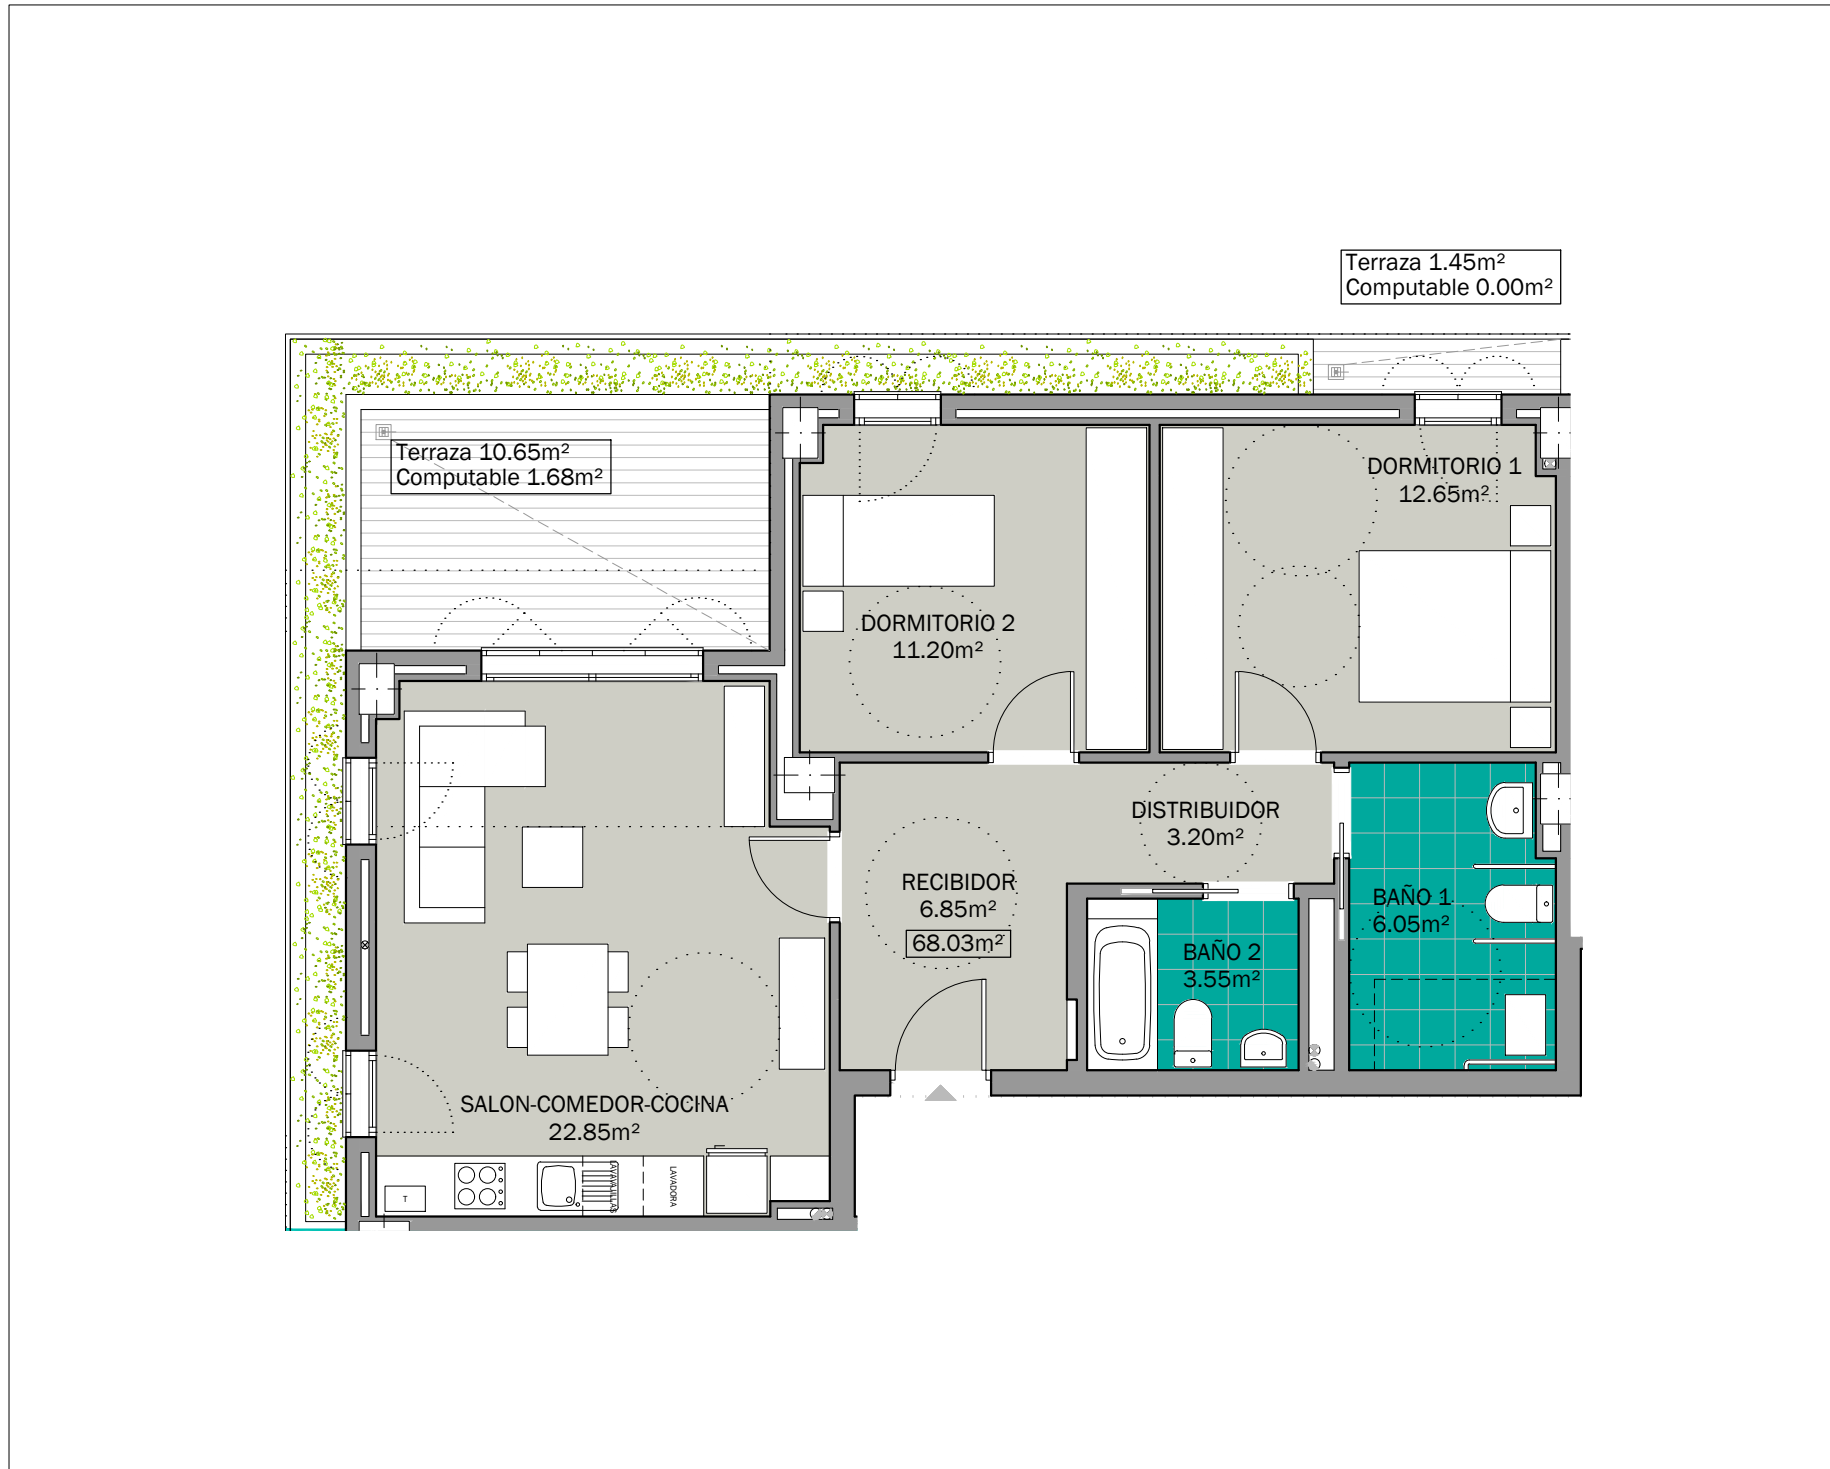 Terraza 1.45m²
Computable 0.00m²
Terraza 10.65m²
Computable 1.68m²
DORMITORIO 1
12.65m²
DORMITORIO 2
11.20m²
DISTRIBUIDOR
3.20m²
RECIBIDOR
6.85m²
68.03m²
BAÑO 1
6.05m²
BAÑO 2
3.55m²
SALON-COMEDOR-COCINA
22.85m²
T
LAVAVAJILLAS
LAVADORA